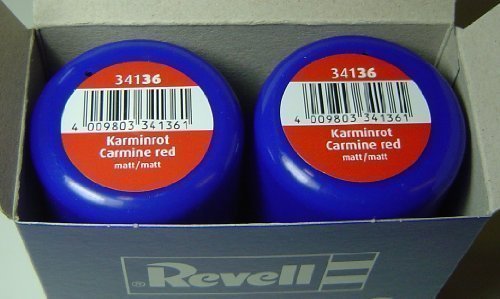 34136
4 009803 341361
Karminrot
Carmine red
matt/matt
34136
4 009803 341361
Karminrot
Carmine red
matt/matt
Revell